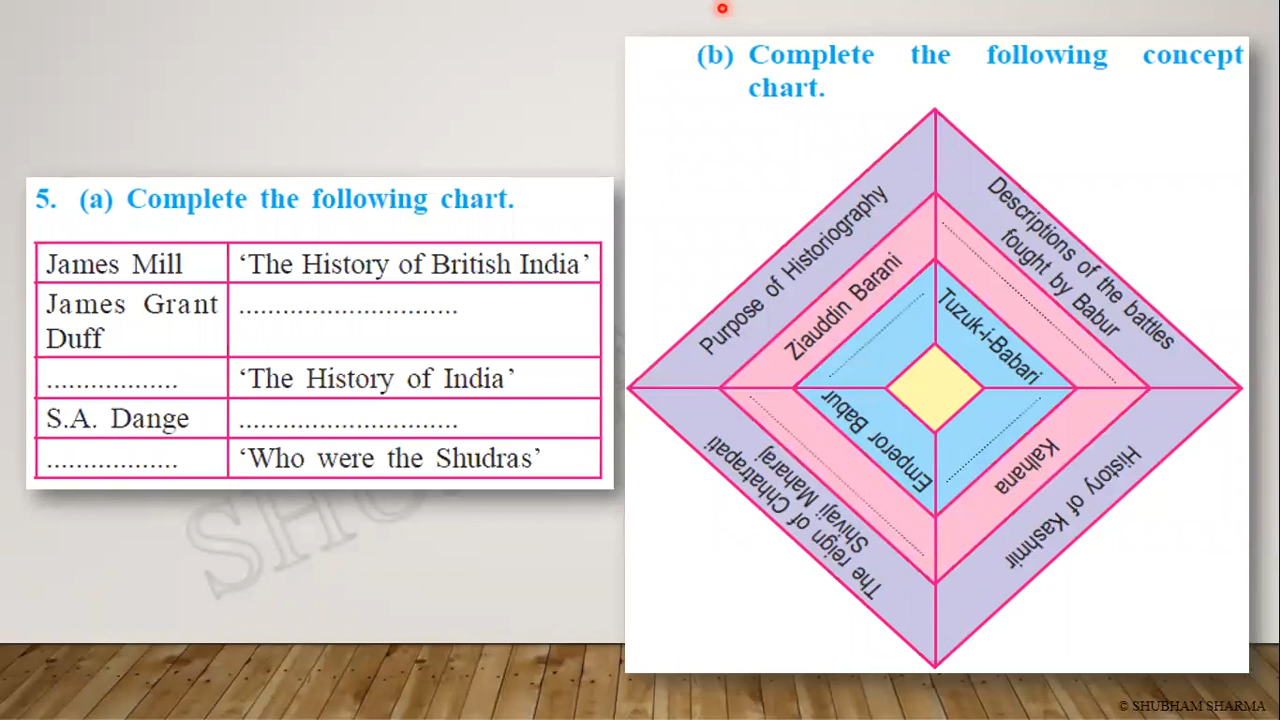 5. (a) Complete the following chart.
James Mill
'The History of British India'
James Grant
Duff
..............................
..................
'The History of India'
S.A. Dange
..............................
..................
'Who were the Shudras'
(b) Complete the following concept
chart.
Purpose of Historiography
Ziauddin Barani
Descriptions of the battles
fought by Babur
Tuzuk-i-Babari
The reign of Chhatrapati
Shivaji Maharaj
Emperor Babur
Kalhana
History of Kashmir
© SHUBHAM SHARMA